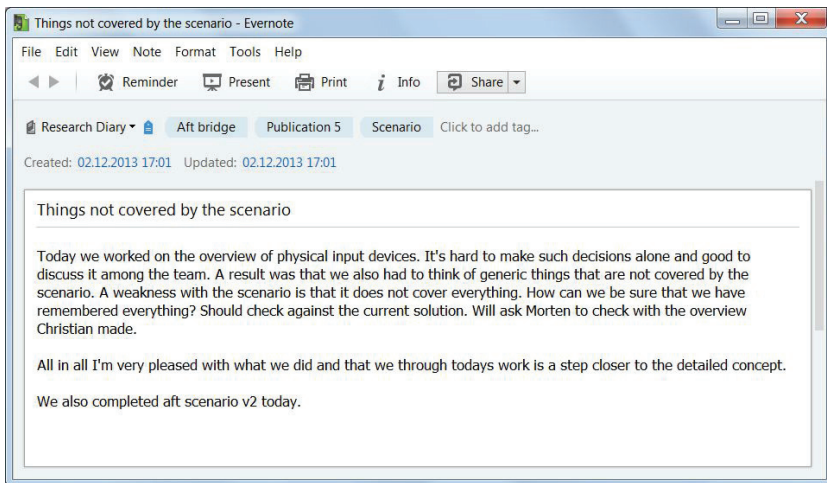 Things not covered by the scenario - Evernote
File Edit View Note Format Tools Help
Reminder Present Print i Info Share
Research Diary Aft bridge Publication 5 Scenario Click to add tag...
Created: 02.12.2013 17:01 Updated: 02.12.2013 17:01
Things not covered by the scenario
Today we worked on the overview of physical input devices. It's hard to make such decisions alone and good to
discuss it among the team. A result was that we also had to think of generic things that are not covered by the
scenario. A weakness with the scenario is that it does not cover everything. How can we be sure that we have
remembered everything? Should check against the current solution. Will ask Morten to check with the overview
Christian made.
All in all I'm very pleased with what we did and that we through todays work is a step closer to the detailed concept.
We also completed aft scenario v2 today.